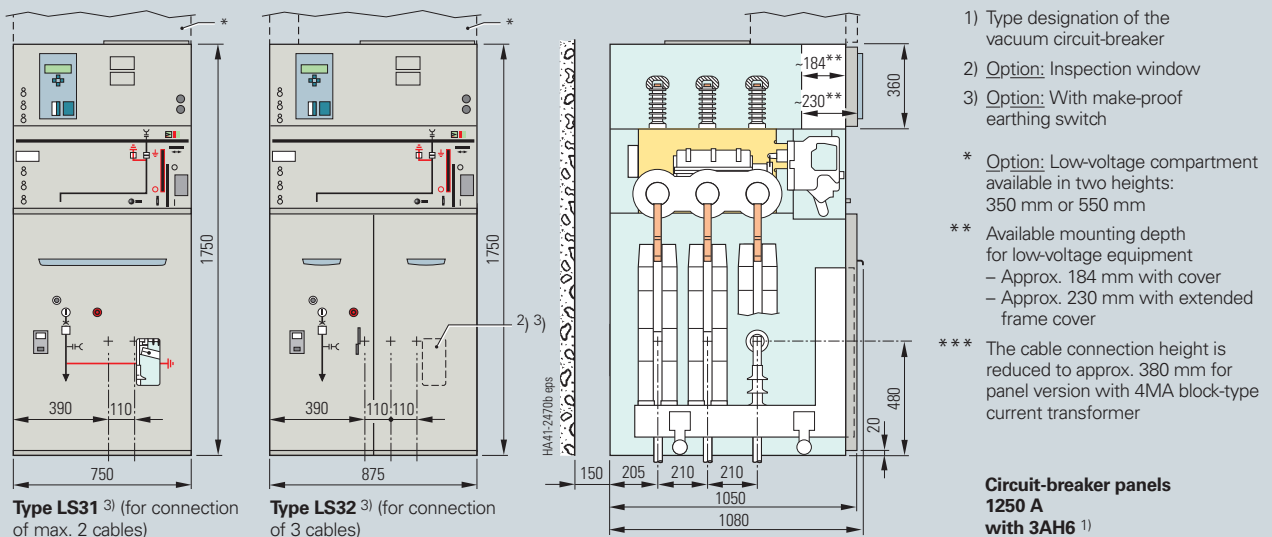 *
*
1750
1750
390
110
750
390
110
110
875
2) 3)
Type LS31 3) (for connection
of max. 2 cables)
Type LS32 3) (for connection
of 3 cables)
HA41-2470b eps
~184**
~230**
360
480
20
150
205
210
210
1050
1080
1) Type designation of the
vacuum circuit-breaker
2) Option: Inspection window
3) Option: With make-proof
earthing switch
* Option: Low-voltage compartment
available in two heights:
350 mm or 550 mm
** Available mounting depth
for low-voltage equipment
– Approx. 184 mm with cover
– Approx. 230 mm with extended
frame cover
*** The cable connection height is
reduced to approx. 380 mm for
panel version with 4MA block-type
current transformer
Circuit-breaker panels
1250 A
with 3AH6 1)